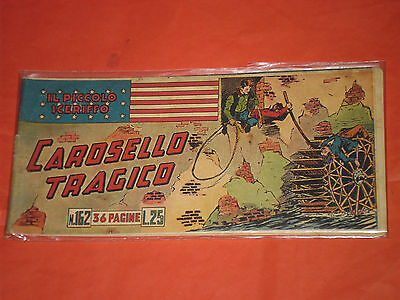 IL PICCOLO
SCERIFFO
CAROSELLO
TRAGICO
N.162 36 PAGINE L.25